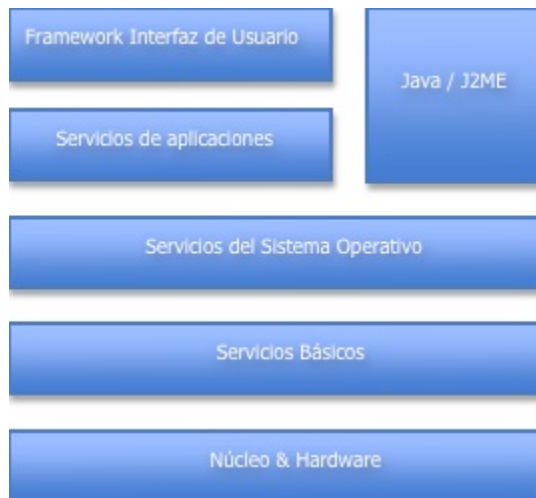 Framework Interfaz de Usuario
Java / J2ME
Servicios de aplicaciones
Servicios del Sistema Operativo
Servicios Básicos
Núcleo & Hardware